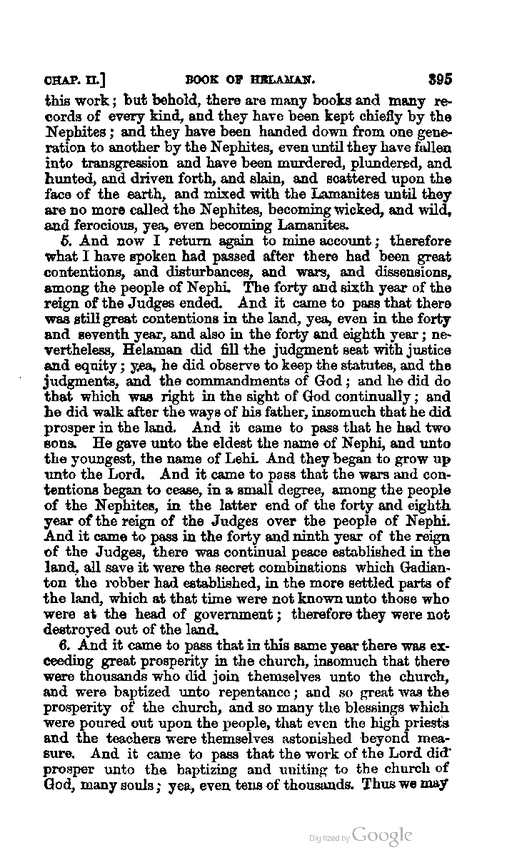 CHAP. II.] BOOK OF HELAMAN. 395
this work; but behold, there are many books and many re-
cords of every kind, and they have been kept chiefly by the
Nephites; and they have been handed down from one gene-
ration to another by the Nephites, even until they have fallen
into transgression and have been murdered, plundered, and
hunted, and driven forth, and slain, and scattered upon the
face of the earth, and mixed with the Lamanites until they
are no more called the Nephites, becoming wicked, and wild,
and ferocious, yea, even becoming Lamanites.
5. And now I return again to mine account; therefore
what I have spoken had passed after there had been great
contentions, and disturbances, and wars, and dissensions,
among the people of Nephi. The forty and sixth year of the
reign of the Judges ended. And it came to pass that there
was still great contentions in the land, yea, even in the forty
and seventh year, and also in the forty and eighth year; ne-
vertheless, Helaman did fill the judgment seat with justice
and equity; yea, he did observe to keep the statutes, and the
judgments, and the commandments of God; and he did do
that which was right in the sight of God continually; and
he did walk after the ways of his father, insomuch that he did
prosper in the land. And it came to pass that he had two
sons. He gave unto the eldest the name of Nephi, and unto
the youngest, the name of Lehi. And they began to grow up
unto the Lord. And it came to pass that the wars and con-
tentions began to cease, in a small degree, among the people
of the Nephites, in the latter end of the forty and eighth
year of the reign of the Judges over the people of Nephi.
And it came to pass in the forty and ninth year of the reign
of the Judges, there was continual peace established in the
land, all save it were the secret combinations which Gadian-
ton the robber had established, in the more settled parts of
the land, which at that time were not known unto those who
were at the head of government; therefore they were not
destroyed out of the land.
6. And it came to pass that in this same year there was ex-
ceeding great prosperity in the church, insomuch that there
were thousands who did join themselves unto the church,
and were baptized unto repentance; and so great was the
prosperity of the church, and so many the blessings which
were poured out upon the people, that even the high priests
and the teachers were themselves astonished beyond mea-
sure. And it came to pass that the work of the Lord did
prosper unto the baptizing and uniting to the church of
God, many souls; yea, even tens of thousands. Thus we may
Digitized by Google